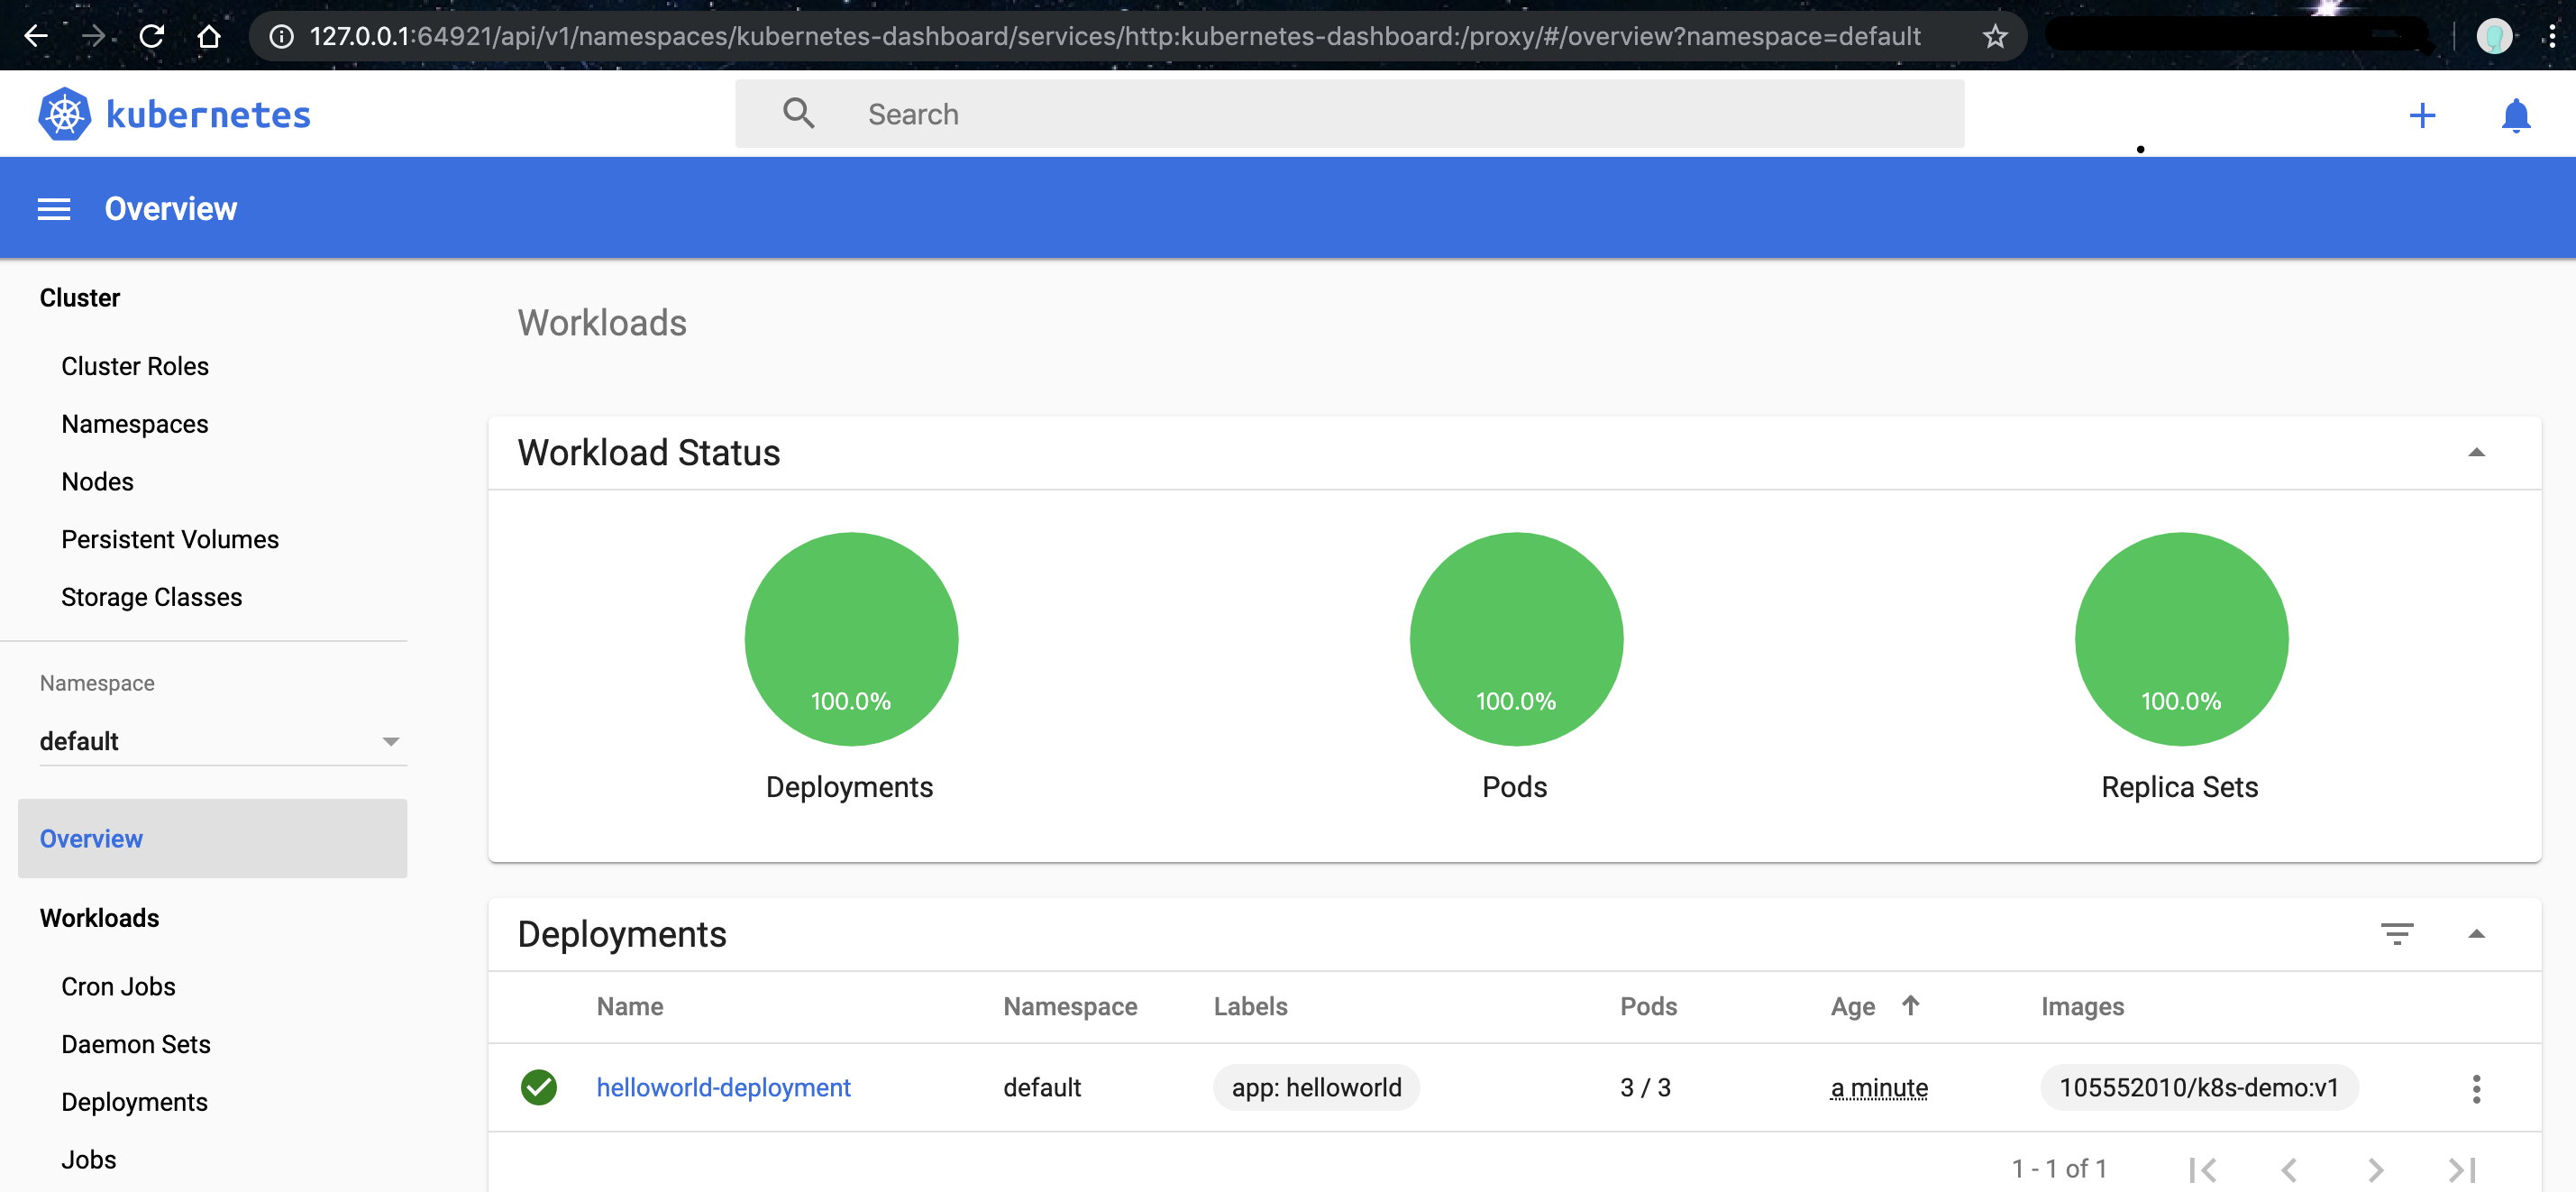 127.0.0.1:64921/api/v1/namespaces/kubernetes-dashboard/services/http:kubernetes-dashboard:/proxy/#/overview?namespace=default
kubernetes
Search
Overview
Cluster
Cluster Roles
Namespaces
Nodes
Persistent Volumes
Storage Classes
Namespace
default
Overview
Workloads
Cron Jobs
Daemon Sets
Deployments
Jobs
Workloads
Workload Status
100.0% 100.0% 100.0%
Deployments Pods Replica Sets
Deployments
Name Namespace Labels Pods Age Images
helloworld-deployment default app: helloworld 3 / 3 a minute 105552010/k8s-demo:v1
1 - 1 of 1